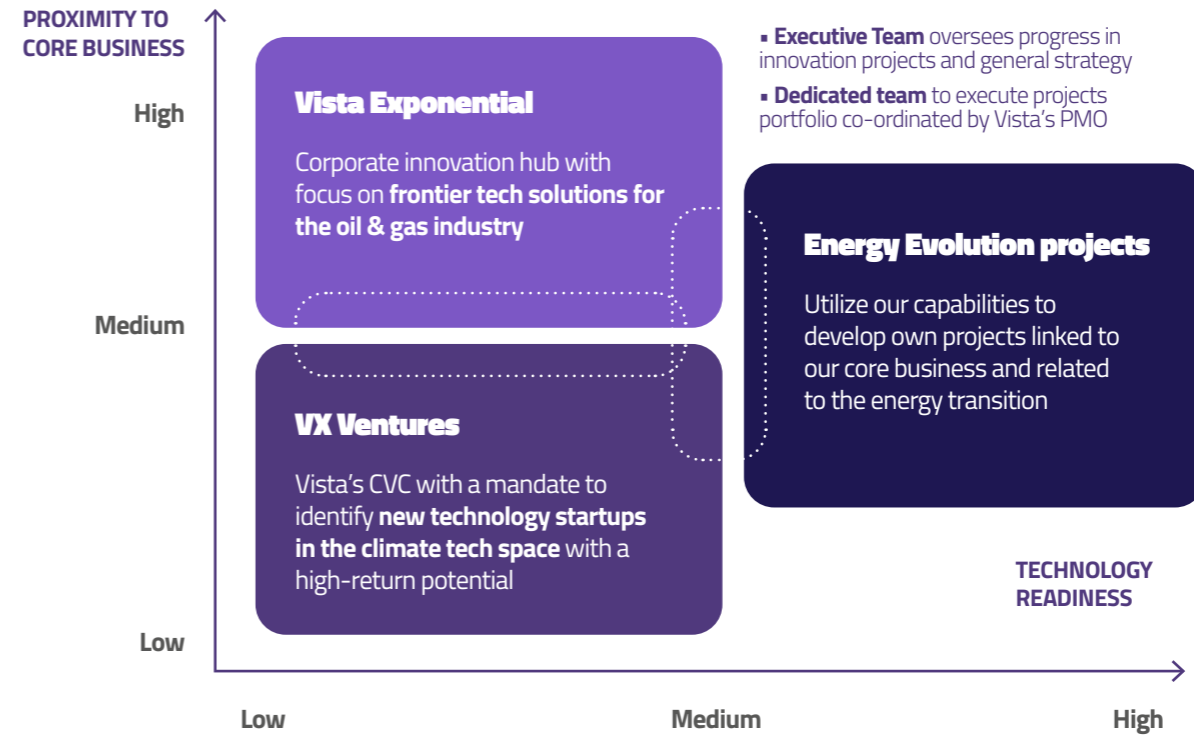 PROXIMITY TO
CORE BUSINESS
▪ Executive Team oversees progress in
innovation projects and general strategy
▪ Dedicated team to execute projects
portfolio co-ordinated by Vista’s PMO
High
Vista Exponential
Corporate innovation hub with
focus on frontier tech solutions for
the oil & gas industry
Energy Evolution projects
Utilize our capabilities to
develop own projects linked to
our core business and related
to the energy transition
Medium
VX Ventures
Vista’s CVC with a mandate to
identify new technology startups
in the climate tech space with a
high-return potential
TECHNOLOGY
READINESS
Low
Low
Medium
High